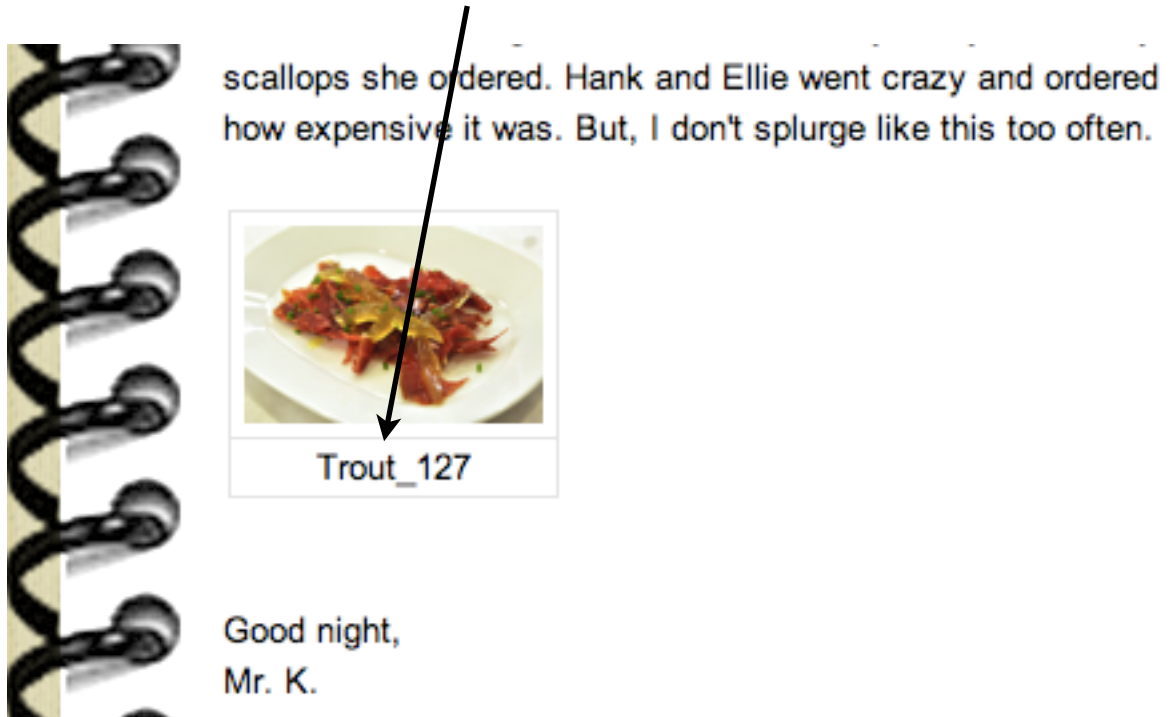 scallops she ordered. Hank and Ellie went crazy and ordered
how expensive it was. But, I don't splurge like this too often.
Trout_127
Good night,
Mr. K.